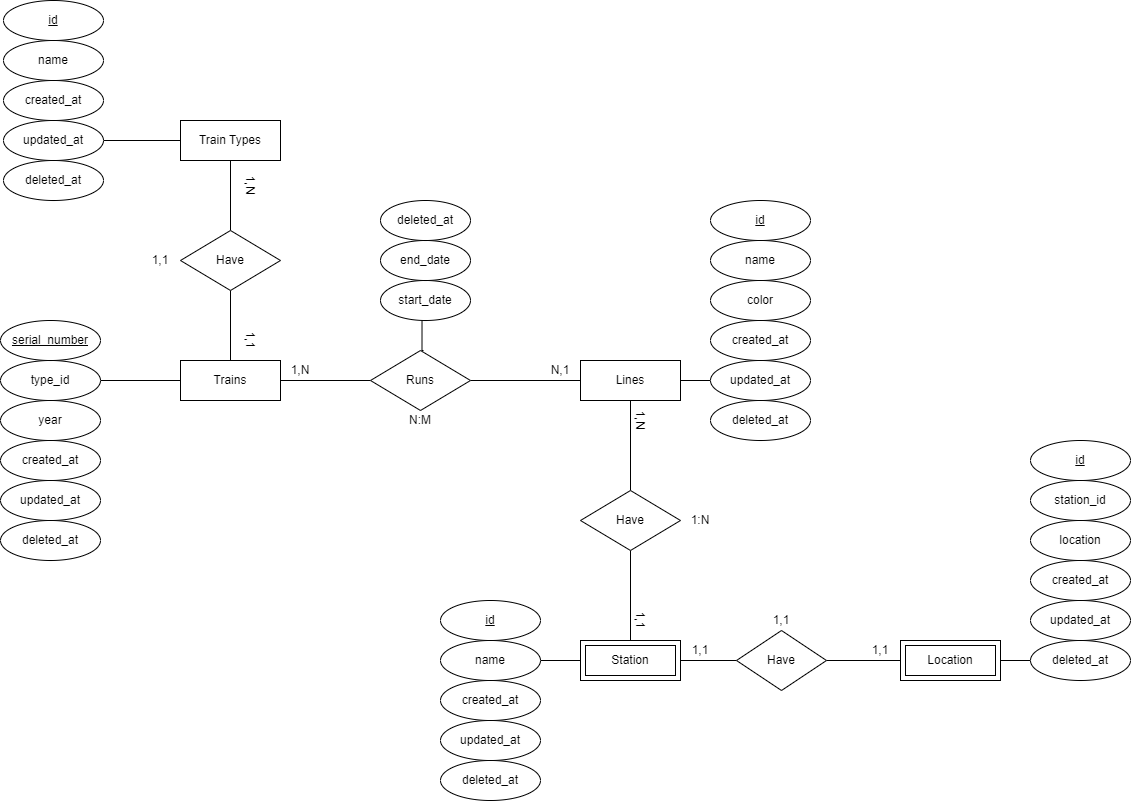 id
name
created_at
updated_at
deleted_at
Train Types
1,N
Have
1,1
1,1
serial_number
type_id
year
created_at
updated_at
deleted_at
Trains
1,N
deleted_at
end_date
start_date
Runs
N:M
N,1
Lines
id
name
color
created_at
updated_at
deleted_at
1,N
Have
1:N
1,1
id
name
created_at
updated_at
deleted_at
Station
1,1
1,1
Have
1,1
Location
id
station_id
location
created_at
updated_at
deleted_at